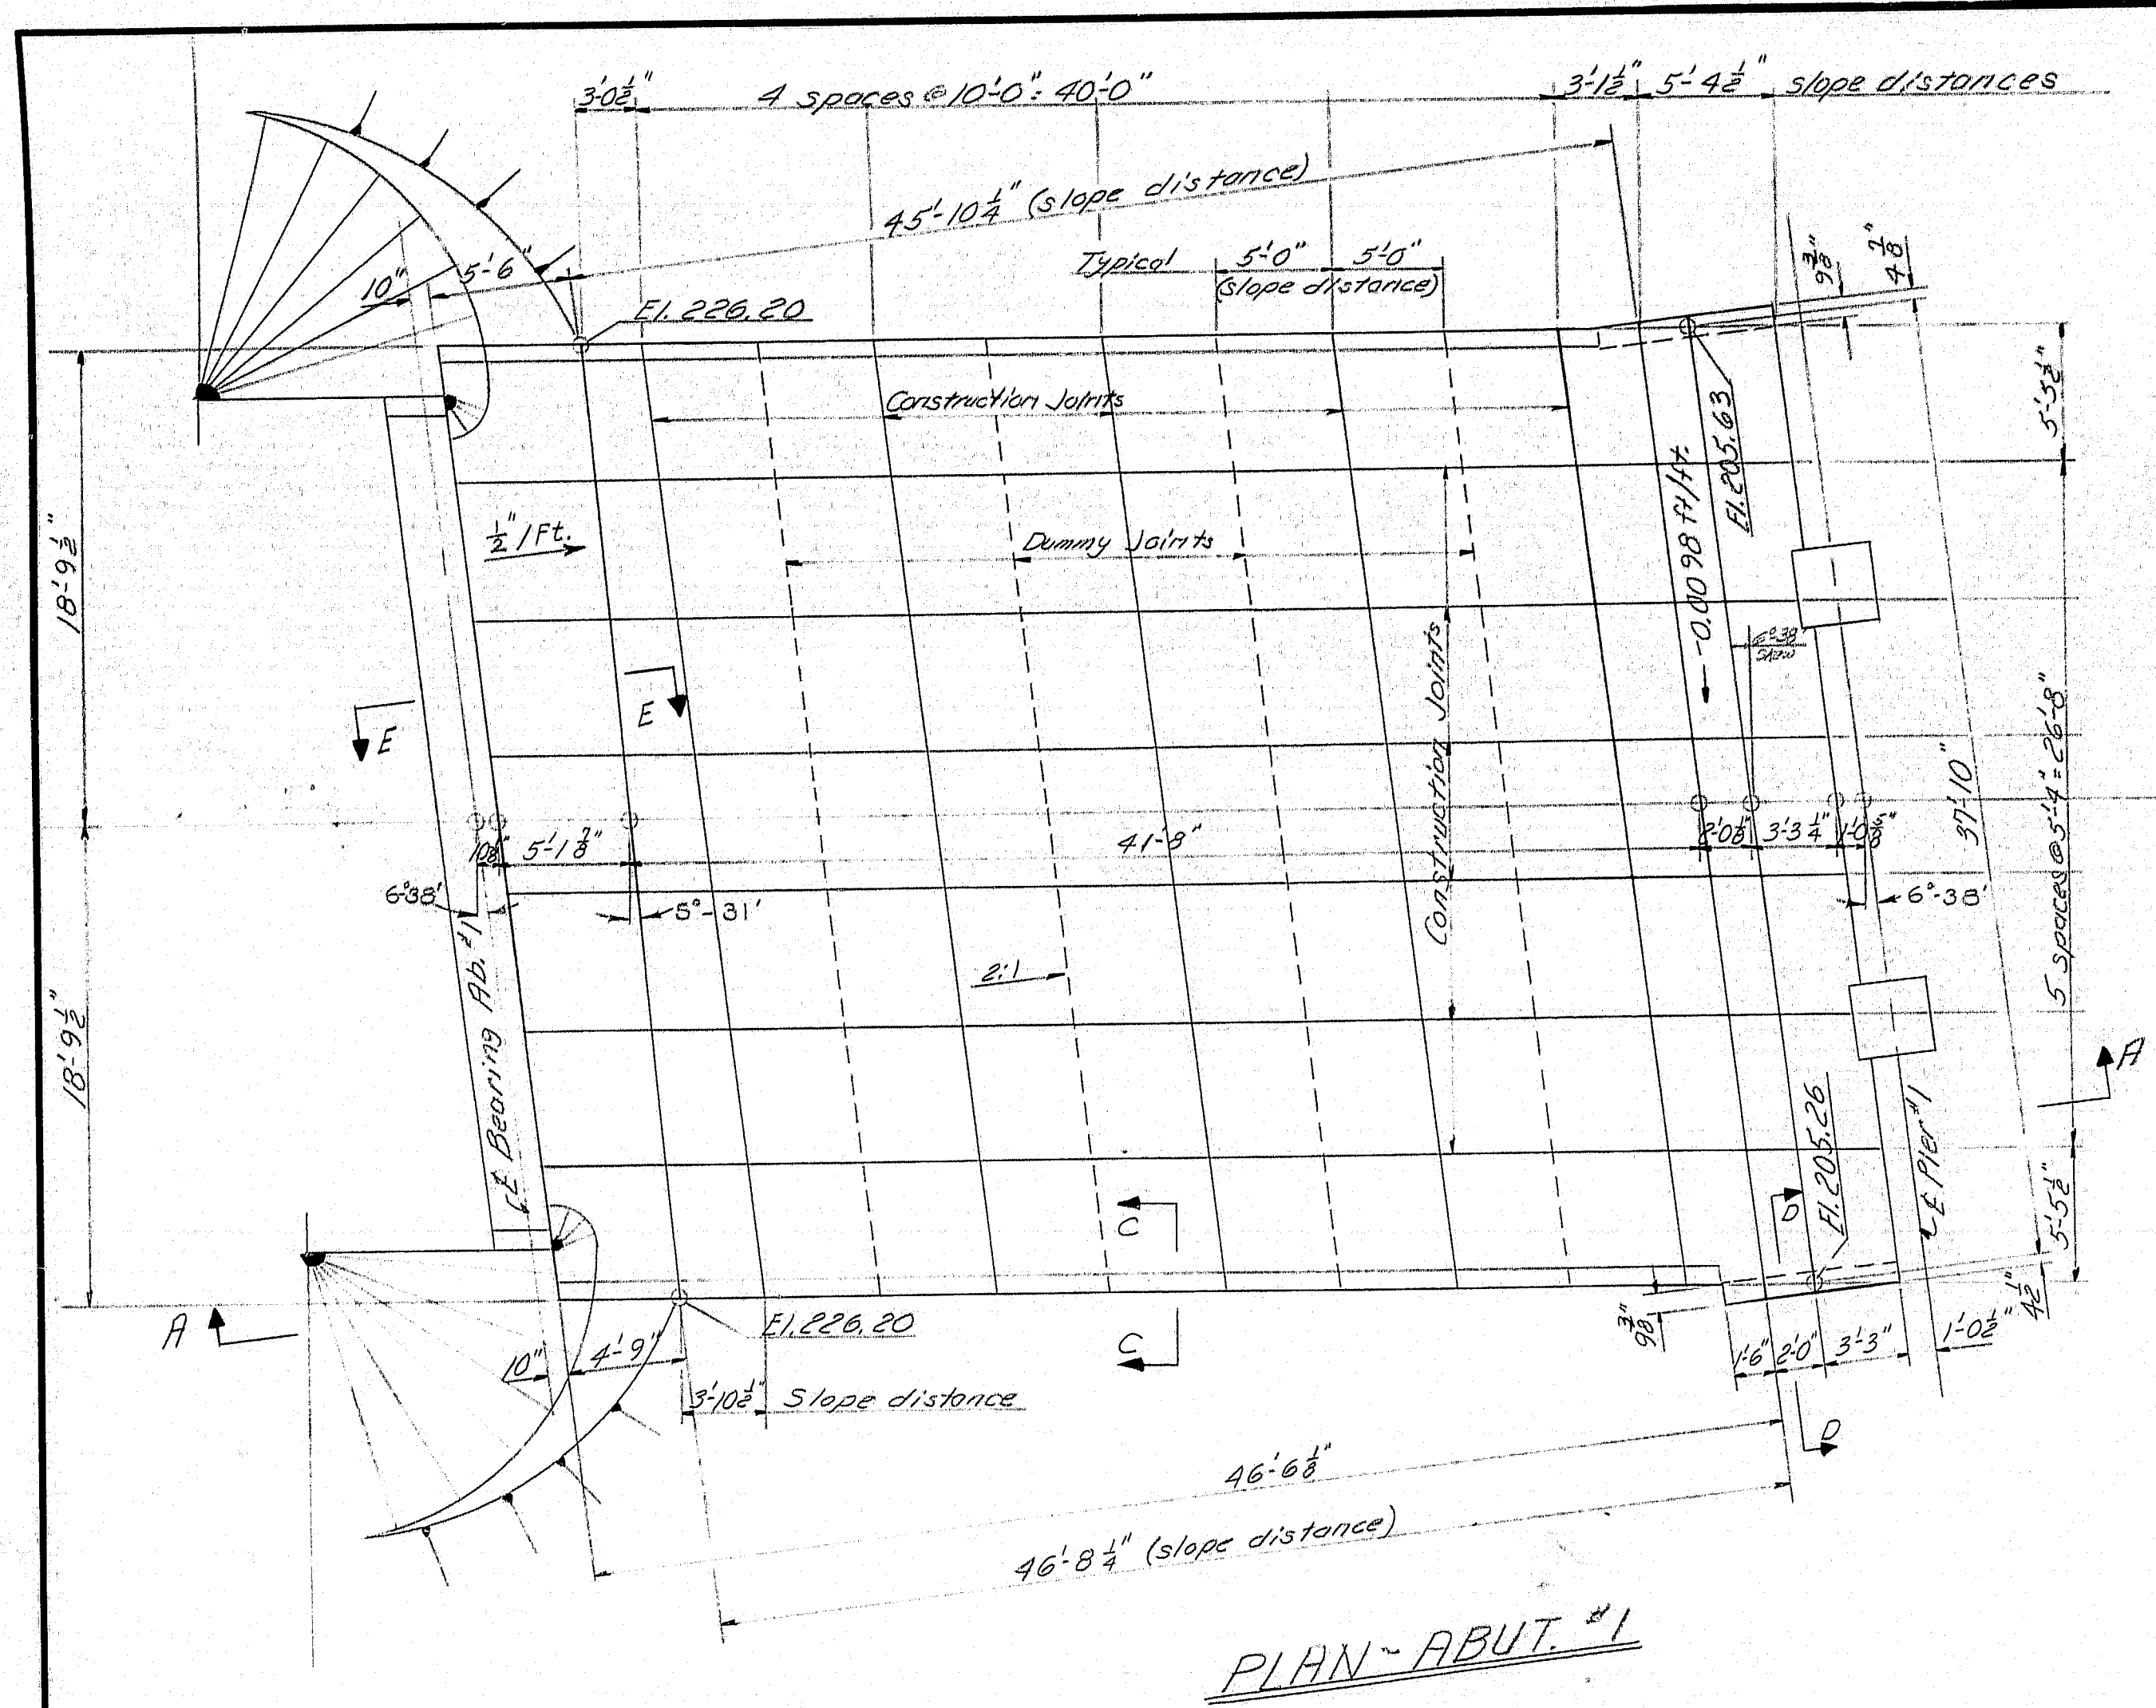 3'-0½"
4 spaces @ 10'-0" = 40'-0"
3'-1½"
5'-4½"
slope distances
45'-10¼" (slope distance)
10"
5'-6"
Typical
5'-0"
5'-0"
(slope distance)
9⅜"
4⅞"
El. 226.20
Construction Joints
5'-5½"
18'-9½"
½"/Ft.
Dummy Joints
-0.0098 ft/ft.
El. 205.63
6°-38'
Skew
E
E
Construction Joints
5 spaces @ 5'-4" = 26'-8"
37'-10"
5'-1⅞"
41'-8"
2'-0⅛"
3'-3¼"
1'-0⅝"
6°38'
5°-31'
6°-38'
2:1
18'-9½"
℄ Bearing Ab. #1
℄ Pier #1
El. 205.26
A
A
C
C
D
D
5'-5½"
4½"
El. 226.20
9⅜"
10"
4'-9"
1'-6"
2'-0"
3'-3"
1'-0½"
3'-10½"
Slope distance
46'-6⅛"
46'-8¼" (slope distance)
PLAN - ABUT. #1